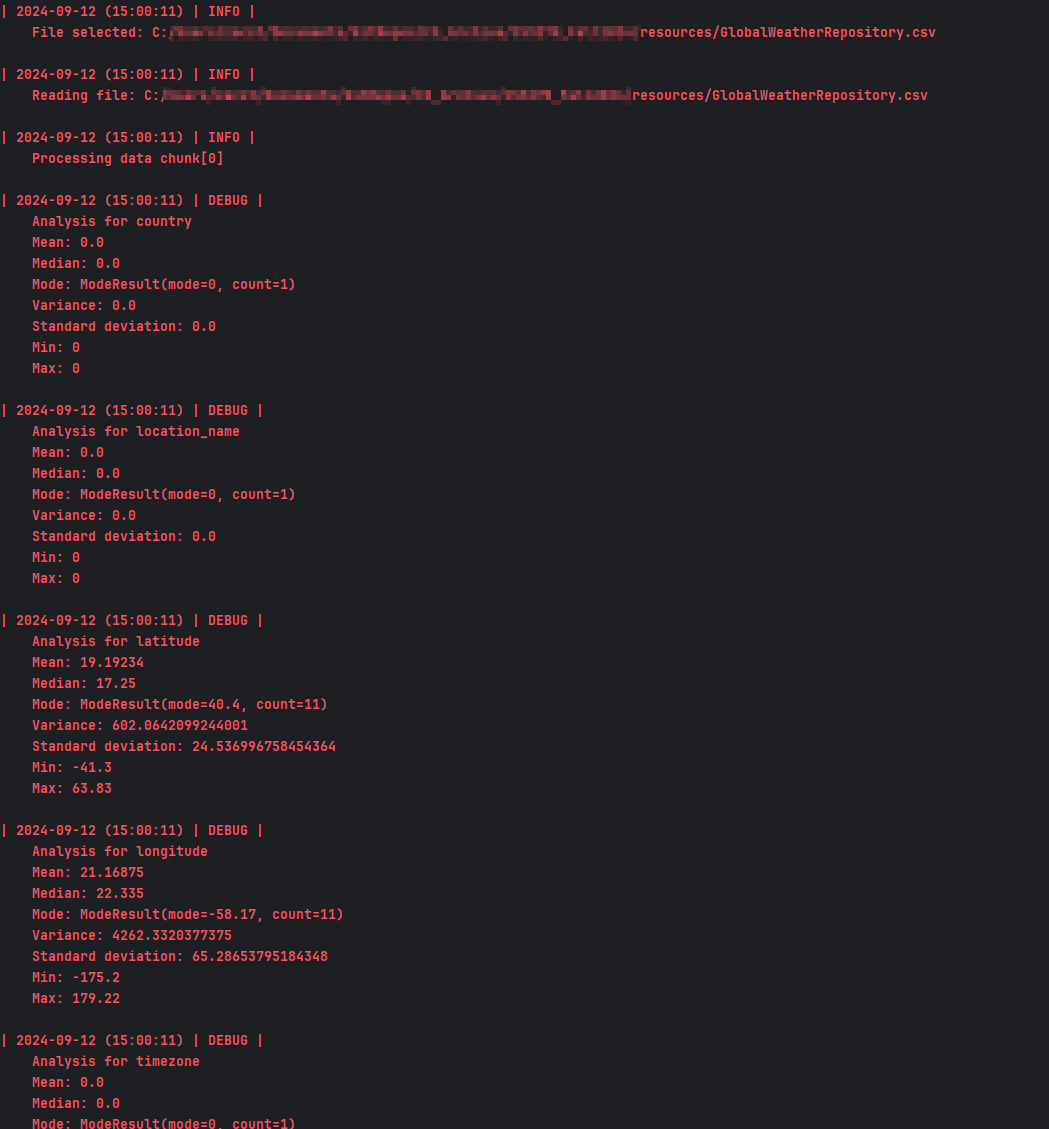 | 2024-09-12 (15:00:11) | INFO |
File selected: C:/ resources/GlobalWeatherRepository.csv
| 2024-09-12 (15:00:11) | INFO |
Reading file: C:/ resources/GlobalWeatherRepository.csv
| 2024-09-12 (15:00:11) | INFO |
Processing data chunk[0]
| 2024-09-12 (15:00:11) | DEBUG |
Analysis for country
Mean: 0.0
Median: 0.0
Mode: ModeResult(mode=0, count=1)
Variance: 0.0
Standard deviation: 0.0
Min: 0
Max: 0
| 2024-09-12 (15:00:11) | DEBUG |
Analysis for location_name
Mean: 0.0
Median: 0.0
Mode: ModeResult(mode=0, count=1)
Variance: 0.0
Standard deviation: 0.0
Min: 0
Max: 0
| 2024-09-12 (15:00:11) | DEBUG |
Analysis for latitude
Mean: 19.19234
Median: 17.25
Mode: ModeResult(mode=40.4, count=11)
Variance: 602.0642099244001
Standard deviation: 24.536996758454364
Min: -41.3
Max: 63.83
| 2024-09-12 (15:00:11) | DEBUG |
Analysis for longitude
Mean: 21.16875
Median: 22.335
Mode: ModeResult(mode=-58.17, count=11)
Variance: 4262.3320377375
Standard deviation: 65.28653795184348
Min: -175.2
Max: 179.22
| 2024-09-12 (15:00:11) | DEBUG |
Analysis for timezone
Mean: 0.0
Median: 0.0
Mode: ModeResult(mode=0, count=1)